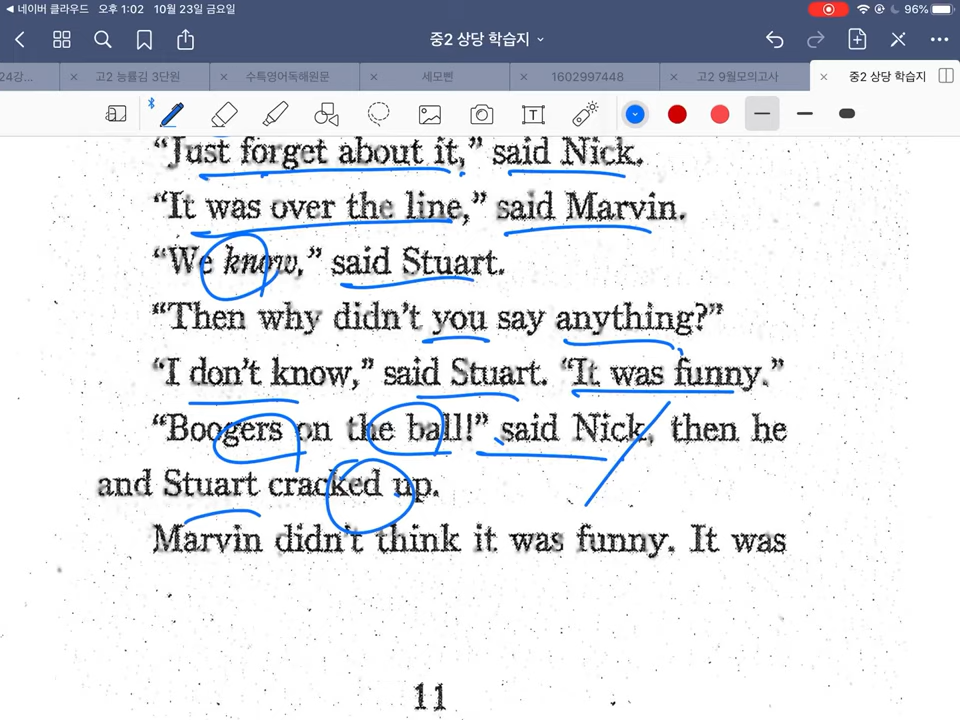 네이버 클라우드 오후 1:02 10월 23일 금요일 96%
중2 상담 학습지
24강... 고2 능률김 3단원 수특영어독해원문 세모삔 1602997448 고2 9월모의고사 중2 상담 학습지
“Just forget about it,” said Nick.
“It was over the line,” said Marvin.
“We know,” said Stuart.
“Then why didn’t you say anything?”
“I don’t know,” said Stuart. “It was funny.”
“Boogers on the ball!” said Nick, then he
and Stuart cracked up.
Marvin didn’t think it was funny. It was
11